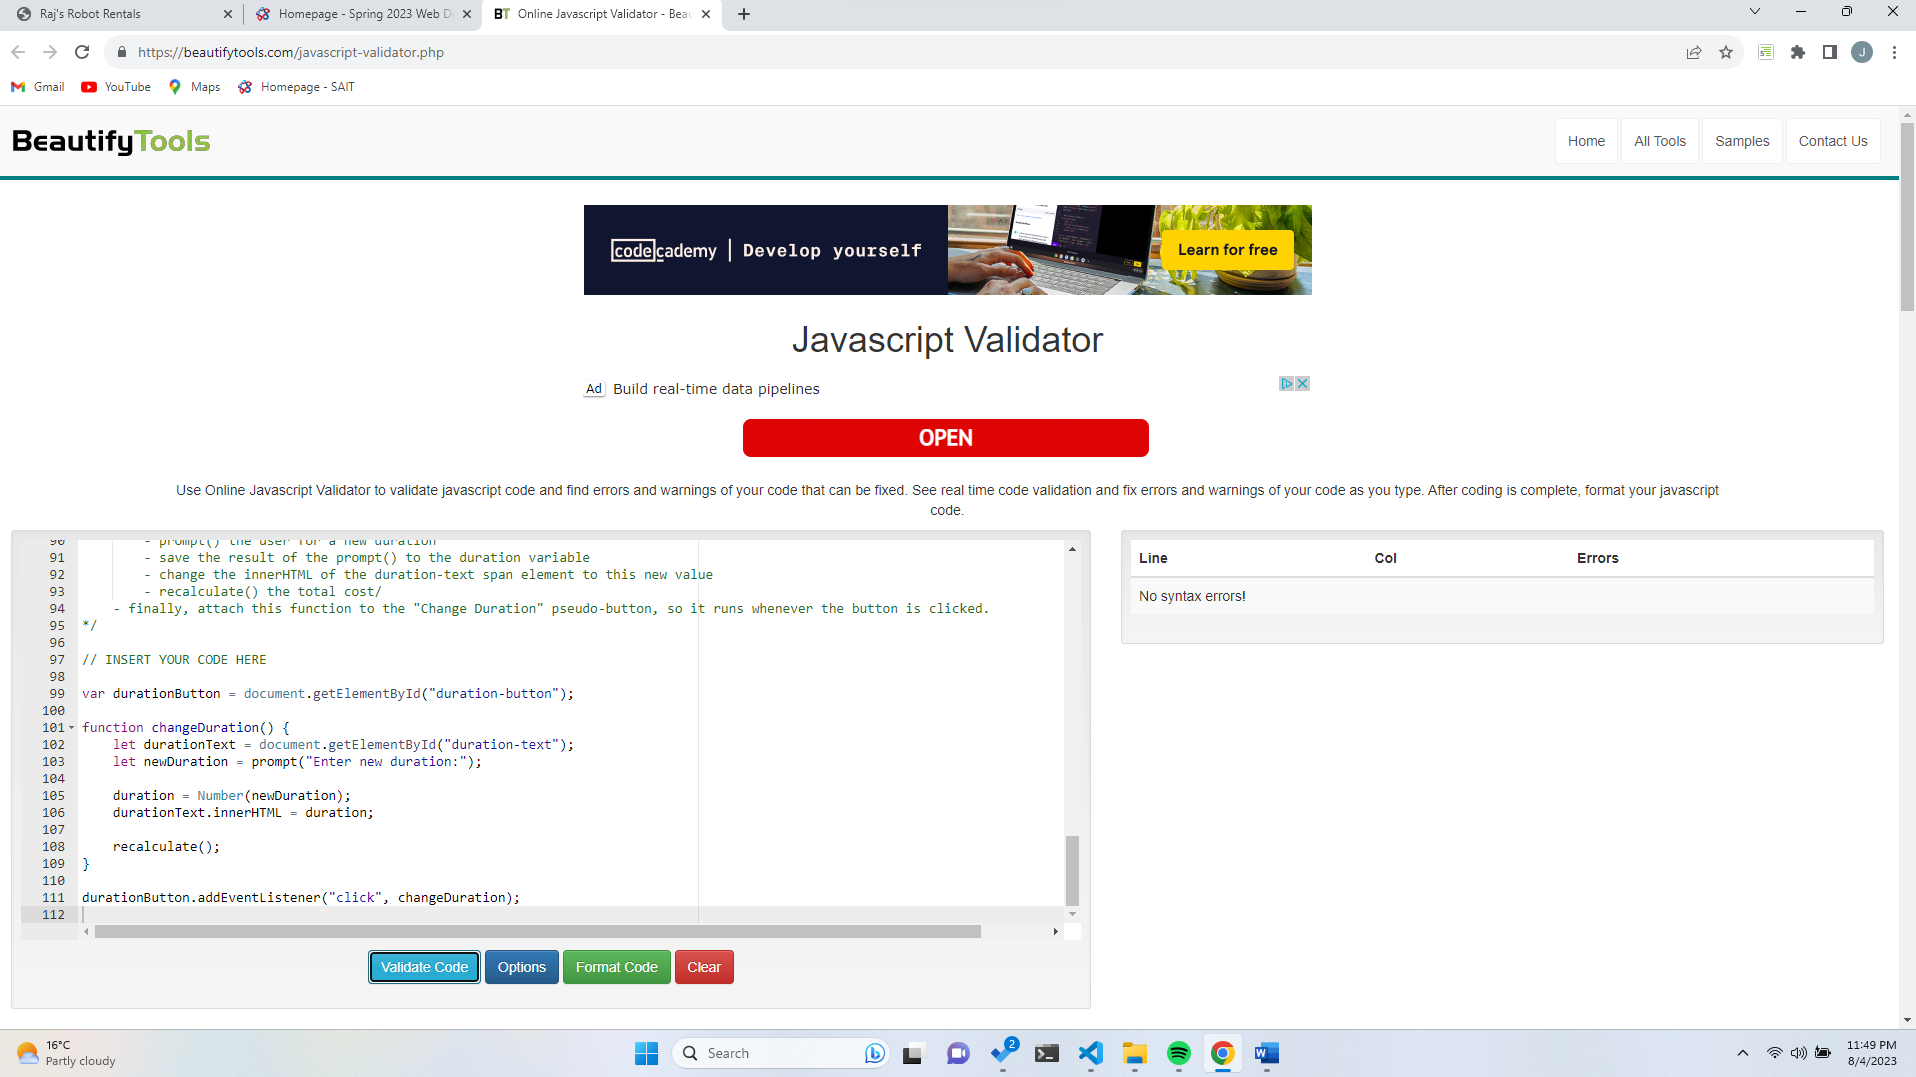 Raj's Robot Rentals
Homepage - Spring 2023 Web D
BT Online Javascript Validator - Beau
https://beautifytools.com/javascript-validator.php
J
Gmail
YouTube
Maps
Homepage - SAIT
BeautifyTools
Home
All Tools
Samples
Contact Us
codecademy | Develop yourself
Learn for free
Javascript Validator
Ad Build real-time data pipelines
OPEN
Use Online Javascript Validator to validate javascript code and find errors and warnings of your code that can be fixed. See real time code validation and fix errors and warnings of your code as you type. After coding is complete, format your javascript
code.
90 - prompt() the user for a new duration
91 - save the result of the prompt() to the duration variable
92 - change the innerHTML of the duration-text span element to this new value
93 - recalculate() the total cost/
94 - finally, attach this function to the "Change Duration" pseudo-button, so it runs whenever the button is clicked.
95 */
96
97 // INSERT YOUR CODE HERE
98
99 var durationButton = document.getElementById("duration-button");
100
101 function changeDuration() {
102 let durationText = document.getElementById("duration-text");
103 let newDuration = prompt("Enter new duration:");
104
105 duration = Number(newDuration);
106 durationText.innerHTML = duration;
107
108 recalculate();
109 }
110
111 durationButton.addEventListener("click", changeDuration);
112
Validate Code
Options
Format Code
Clear
Line Col Errors
No syntax errors!
16°C
Partly cloudy
Search
2
11:49 PM
8/4/2023